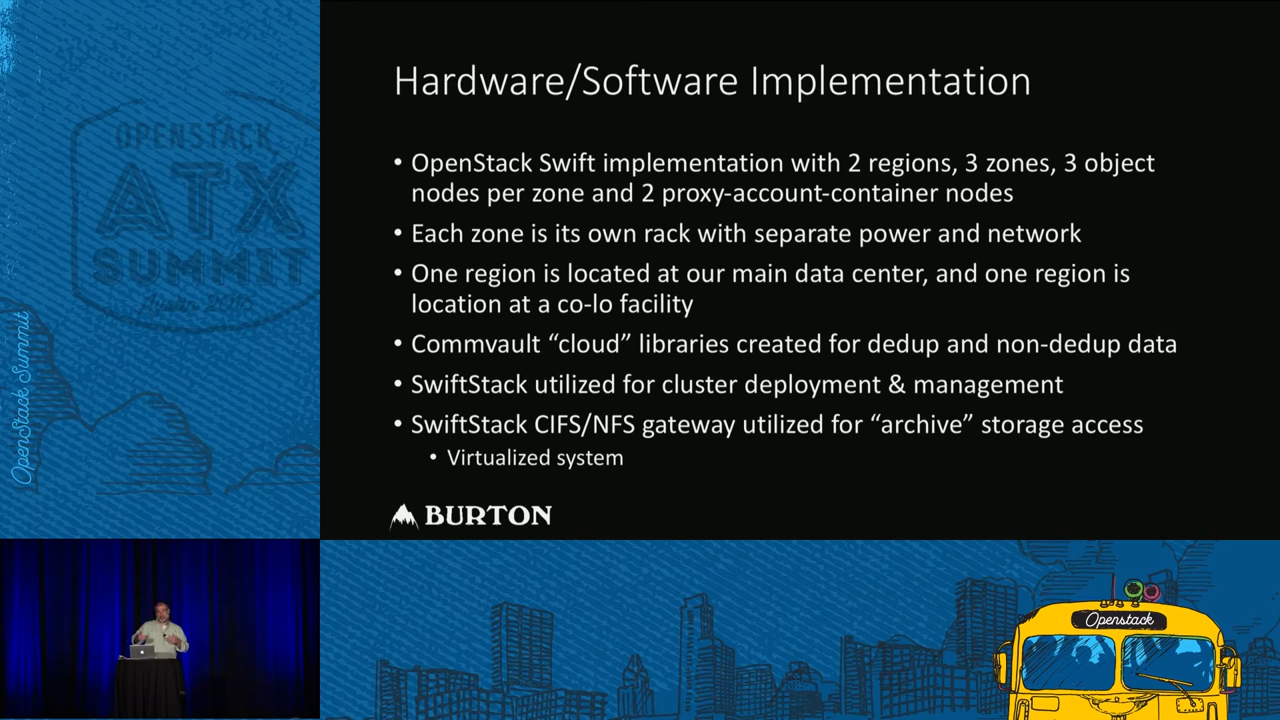 OPENSTACK
ATX
SUMMIT
Austin 2016
OpenStack Summit
Hardware/Software Implementation
• OpenStack Swift implementation with 2 regions, 3 zones, 3 object
nodes per zone and 2 proxy-account-container nodes
• Each zone is its own rack with separate power and network
• One region is located at our main data center, and one region is
location at a co-lo facility
• Commvault “cloud” libraries created for dedup and non-dedup data
• SwiftStack utilized for cluster deployment & management
• SwiftStack CIFS/NFS gateway utilized for “archive” storage access
• Virtualized system
BURTON
Openstack